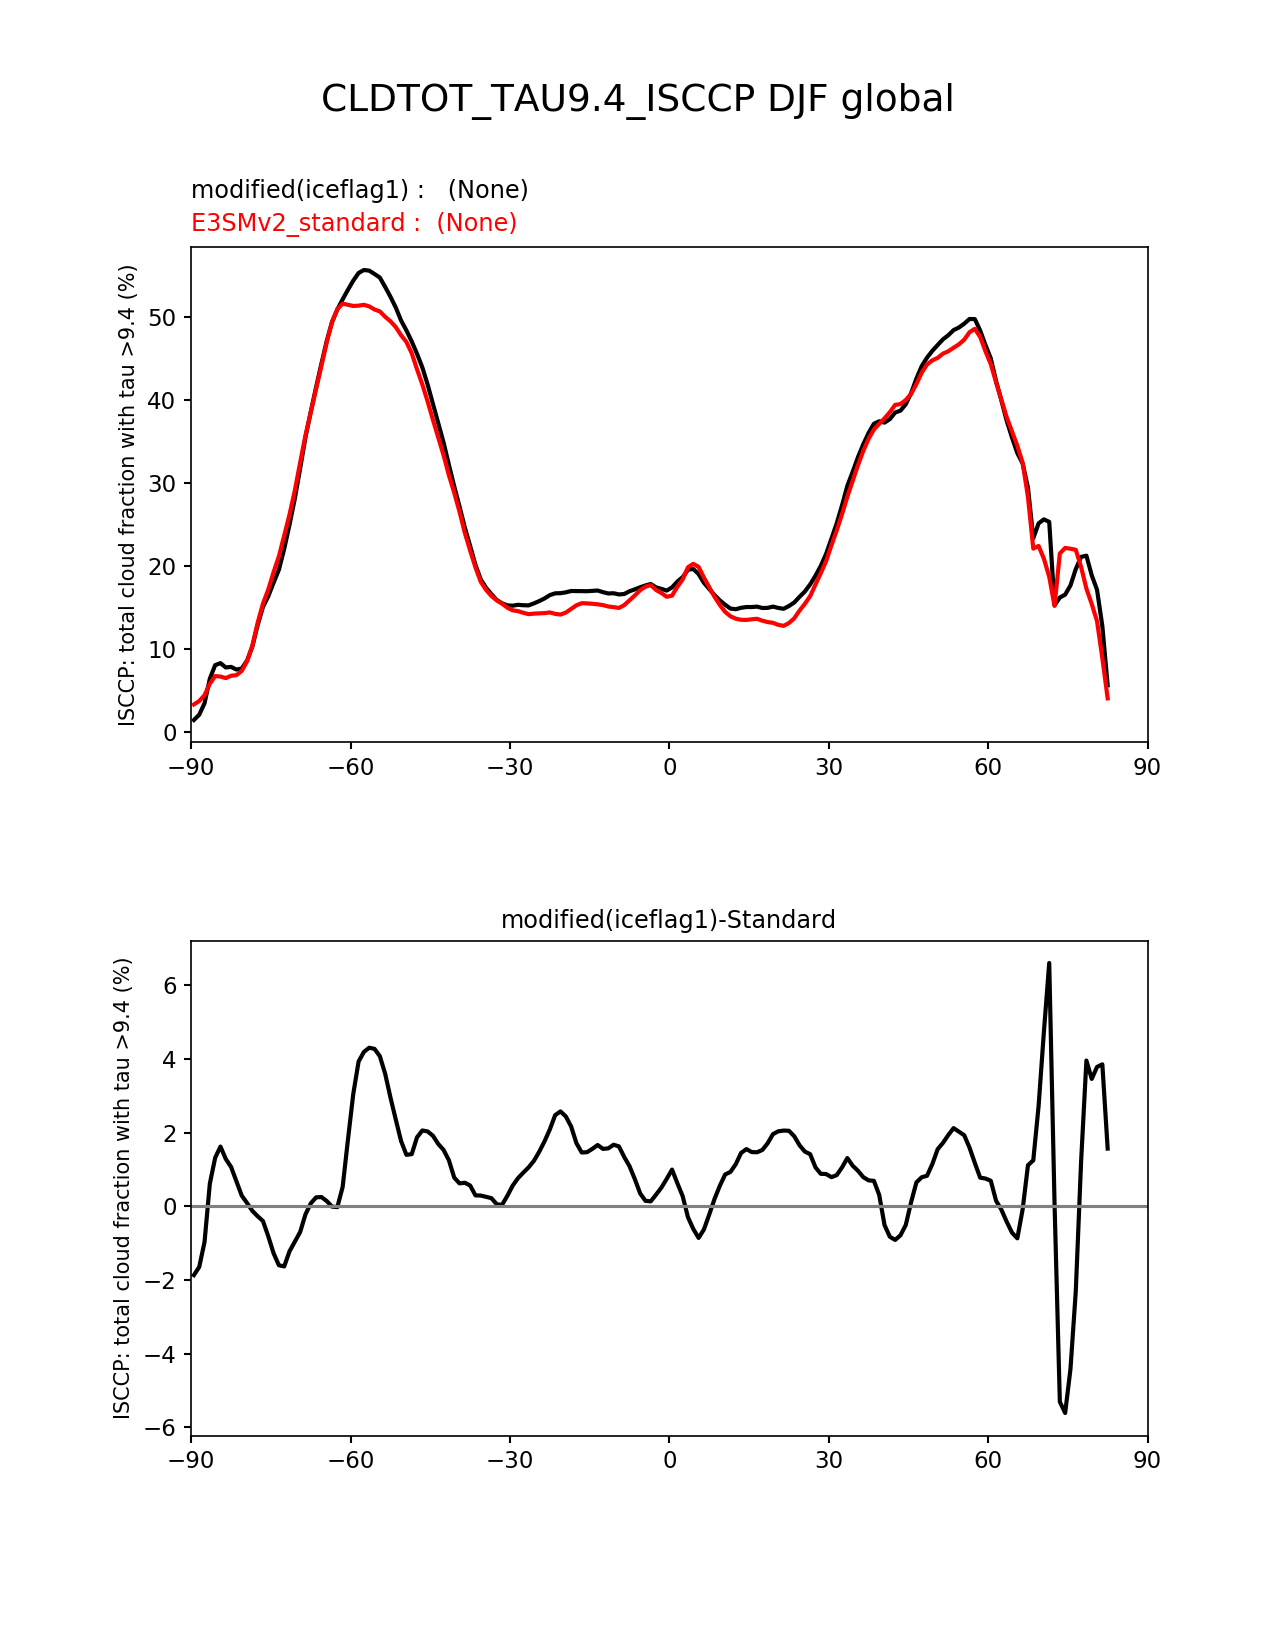 CLDTOT_TAU9.4_ISCCP DJF global
modified(iceflag1) :   (None)
E3SMv2_standard :  (None)
ISCCP: total cloud fraction with tau >9.4 (%)
50
40
30
20
10
0
−90 −60 −30 0 30 60 90
modified(iceflag1)-Standard
ISCCP: total cloud fraction with tau >9.4 (%)
6
4
2
0
−2
−4
−6
−90 −60 −30 0 30 60 90